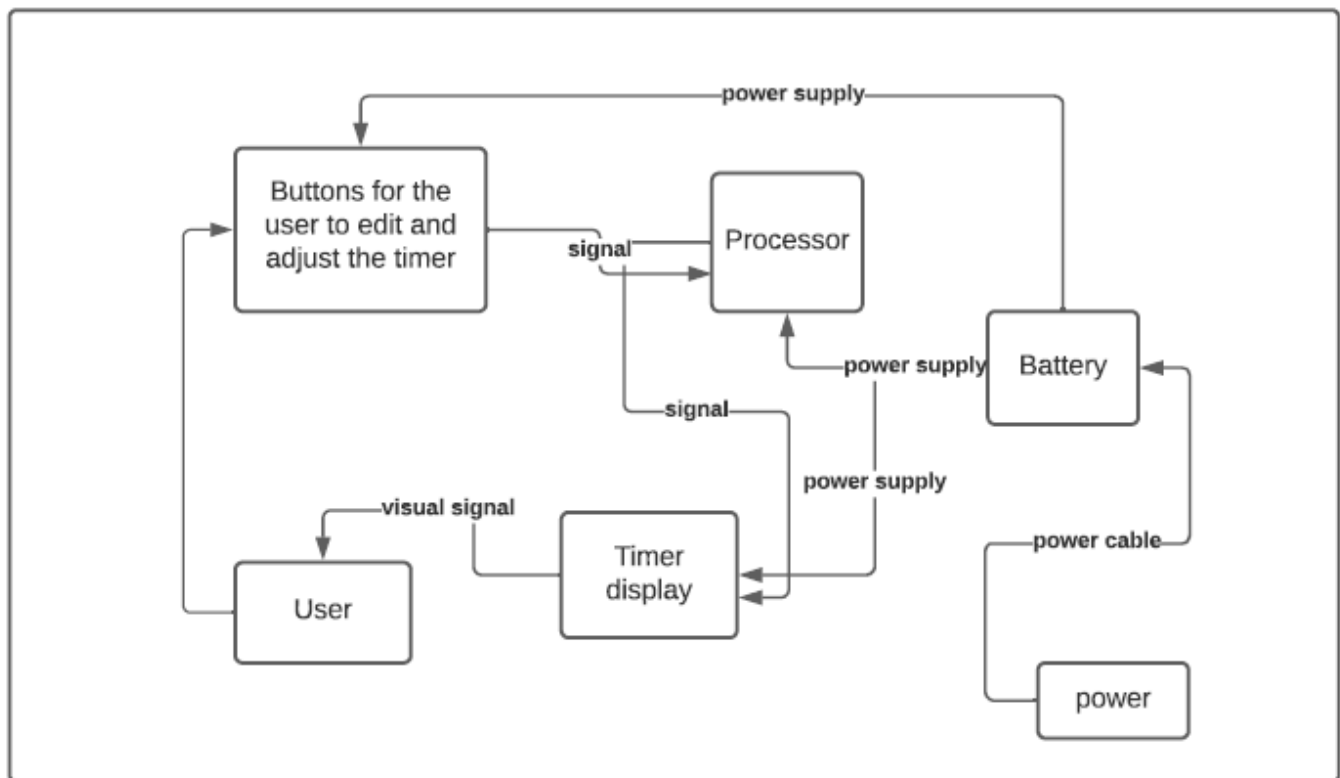 power supply
Buttons for the
user to edit and
adjust the timer
signal
Processor
power supply
Battery
signal
power supply
visual signal
Timer
display
User
power cable
power